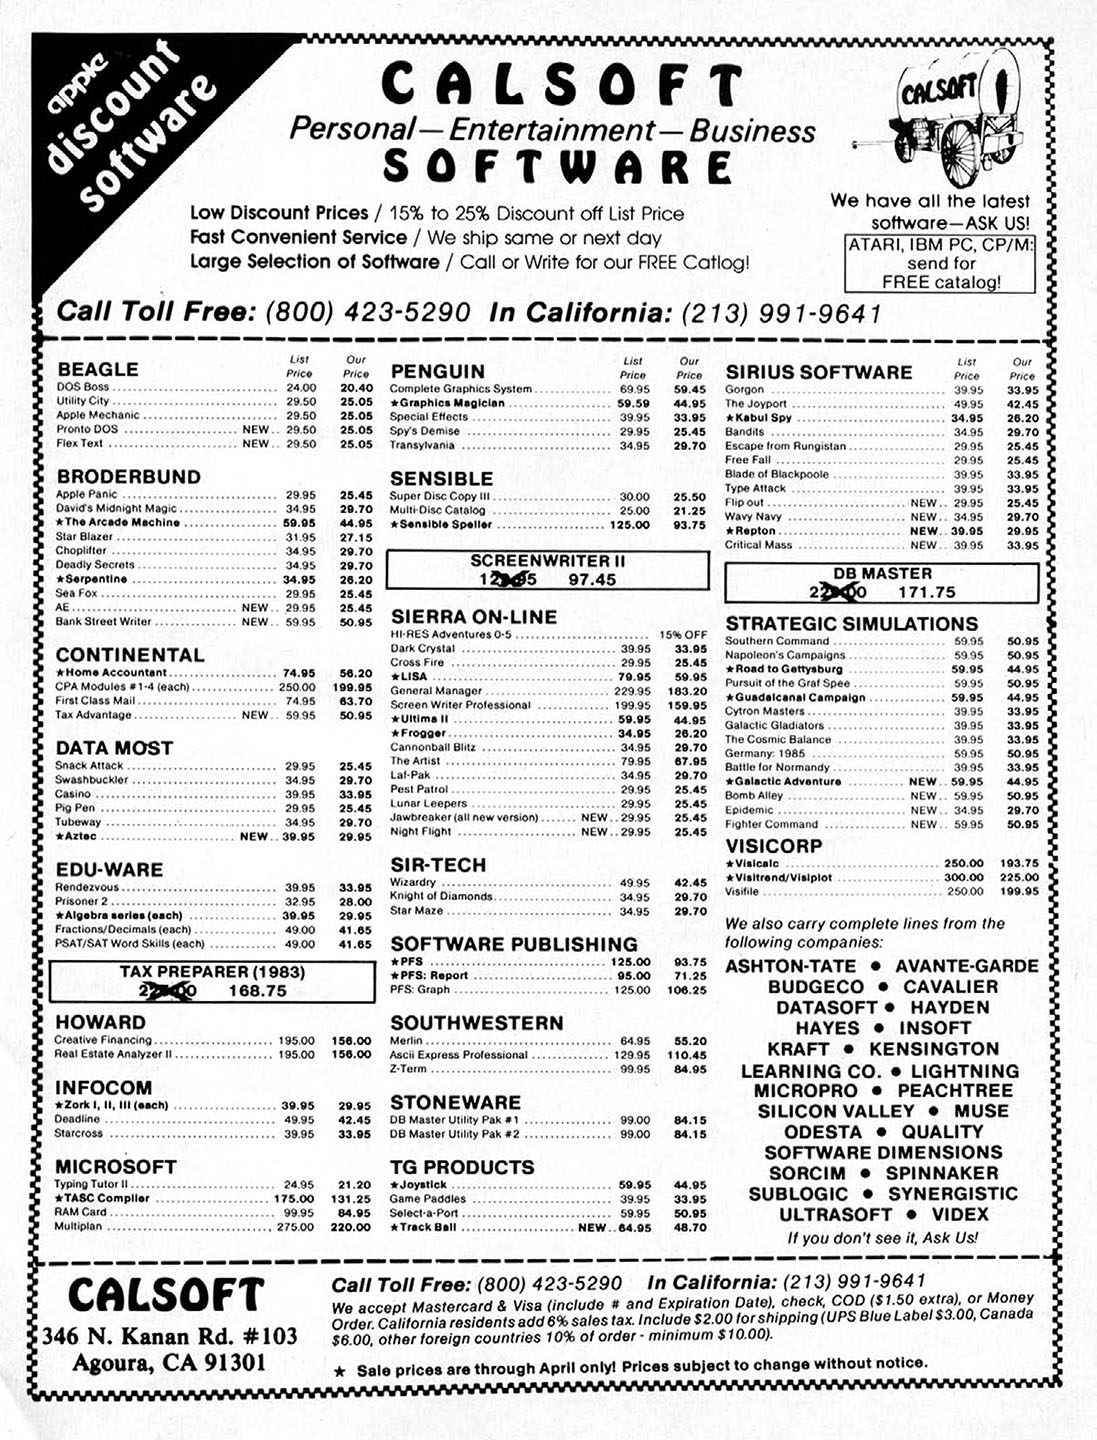 apple
discount
software
CALSOFT
Personal—Entertainment—Business
SOFTWARE
CALSOFT
Low Discount Prices / 15% to 25% Discount off List Price
Fast Convenient Service / We ship same or next day
Large Selection of Software / Call or Write for our FREE Catlog!
We have all the latest
software—ASK US!
ATARI, IBM PC, CP/M:
send for
FREE catalog!
Call Toll Free: (800) 423-5290 In California: (213) 991-9641
List Our
BEAGLE Price Price
DOS Boss 24.00 20.40
Utility City 29.50 25.05
Apple Mechanic 29.50 25.05
Pronto DOS NEW 29.50 25.05
Flex Text NEW 29.50 25.05
BRODERBUND
Apple Panic 29.95 25.45
David's Midnight Magic 34.95 29.70
★The Arcade Machine 59.95 44.95
Star Blazer 31.95 27.15
Choplifter 34.95 29.70
Deadly Secrets 34.95 29.70
★Serpentine 34.95 26.20
Sea Fox 29.95 25.45
AE NEW 29.95 25.45
Bank Street Writer NEW 59.95 50.95
CONTINENTAL
★Home Accountant 74.95 56.20
CPA Modules #1-4 (each) 250.00 199.95
First Class Mail 74.95 63.70
Tax Advantage NEW 59.95 50.95
DATA MOST
Snack Attack 29.95 25.45
Swashbuckler 34.95 29.70
Casino 39.95 33.95
Pig Pen 29.95 25.45
Tubeway 34.95 29.70
★Aztec NEW 39.95 29.95
EDU-WARE
Rendezvous 39.95 33.95
Prisoner 2 32.95 28.00
★Algebra series (each) 39.95 29.95
Fractions/Decimals (each) 49.00 41.65
PSAT/SAT Word Skills (each) 49.00 41.65
TAX PREPARER (1983)
168.75
HOWARD
Creative Financing 195.00 156.00
Real Estate Analyzer II 195.00 156.00
INFOCOM
★Zork I, II, III (each) 39.95 29.95
Deadline 49.95 42.45
Starcross 39.95 33.95
MICROSOFT
Typing Tutor II 24.95 21.20
★TASC Compiler 175.00 131.25
RAM Card 99.95 84.95
Multiplan 275.00 220.00
List Our
PENGUIN Price Price
Complete Graphics System 69.95 59.45
★Graphics Magician 59.59 44.95
Special Effects 39.95 33.95
Spy's Demise 29.95 25.45
Transylvania 34.95 29.70
SENSIBLE
Super Disc Copy III 30.00 25.50
Multi-Disc Catalog 25.00 21.25
★Sensible Speller 125.00 93.75
SCREENWRITER II
97.45
SIERRA ON-LINE
HI-RES Adventures 0-5 15% OFF
Dark Crystal 39.95 33.95
Cross Fire 29.95 25.45
★LISA 79.95 59.95
General Manager 229.95 183.20
Screen Writer Professional 199.95 159.95
★Ultima II 59.95 44.95
★Frogger 34.95 26.20
Cannonball Blitz 34.95 29.70
The Artist 79.95 67.95
Laf-Pak 34.95 29.70
Pest Patrol 29.95 25.45
Lunar Leepers 29.95 25.45
Jawbreaker (all new version) NEW 29.95 25.45
Night Flight NEW 29.95 25.45
SIR-TECH
Wizardry 49.95 42.45
Knight of Diamonds 34.95 29.70
Star Maze 34.95 29.70
SOFTWARE PUBLISHING
★PFS 125.00 93.75
★PFS: Report 95.00 71.25
PFS: Graph 125.00 106.25
SOUTHWESTERN
Merlin 64.95 55.20
Ascii Express Professional 129.95 110.45
Z-Term 99.95 84.95
STONEWARE
DB Master Utility Pak #1 99.00 84.15
DB Master Utility Pak #2 99.00 84.15
TG PRODUCTS
★Joystick 59.95 44.95
Game Paddles 39.95 33.95
Select-a-Port 59.95 50.95
★Track Ball NEW 64.95 48.70
List Our
SIRIUS SOFTWARE Price Price
Gorgon 39.95 33.95
The Joyport 49.95 42.45
★Kabul Spy 34.95 26.20
Bandits 34.95 29.70
Escape from Rungistan 29.95 25.45
Free Fall 29.95 25.45
Blade of Blackpoole 39.95 33.95
Type Attack 39.95 33.95
Flip out NEW 29.95 25.45
Wavy Navy NEW 34.95 29.70
★Repton NEW 39.95 29.95
Critical Mass NEW 39.95 33.95
DB MASTER
171.75
STRATEGIC SIMULATIONS
Southern Command 59.95 50.95
Napoleon's Campaigns 59.95 50.95
★Road to Gettysburg 59.95 44.95
Pursuit of the Graf Spee 59.95 50.95
★Guadalcanal Campaign 59.95 44.95
Cytron Masters 39.95 33.95
Galactic Gladiators 39.95 33.95
The Cosmic Balance 39.95 33.95
Germany: 1985 59.95 50.95
Battle for Normandy 39.95 33.95
★Galactic Adventure NEW 59.95 44.95
Bomb Alley NEW 59.95 50.95
Epidemic NEW 34.95 29.70
Fighter Command NEW 59.95 50.95
VISICORP
★Visicalc 250.00 193.75
★Visitrend/Visiplot 300.00 225.00
Visifile 250.00 199.95
We also carry complete lines from the
following companies:
ASHTON-TATE ● AVANTE-GARDE
BUDGECO ● CAVALIER
DATASOFT ● HAYDEN
HAYES ● INSOFT
KRAFT ● KENSINGTON
LEARNING CO. ● LIGHTNING
MICROPRO ● PEACHTREE
SILICON VALLEY ● MUSE
ODESTA ● QUALITY
SOFTWARE DIMENSIONS
SORCIM ● SPINNAKER
SUBLOGIC ● SYNERGISTIC
ULTRASOFT ● VIDEX
If you don't see it, Ask Us!
CALSOFT
346 N. Kanan Rd. #103
Agoura, CA 91301
Call Toll Free: (800) 423-5290 In California: (213) 991-9641
We accept Mastercard & Visa (include # and Expiration Date), check, COD ($1.50 extra), or Money
Order. California residents add 6% sales tax. Include $2.00 for shipping (UPS Blue Label $3.00, Canada
$6.00, other foreign countries 10% of order - minimum $10.00).
★ Sale prices are through April only! Prices subject to change without notice.